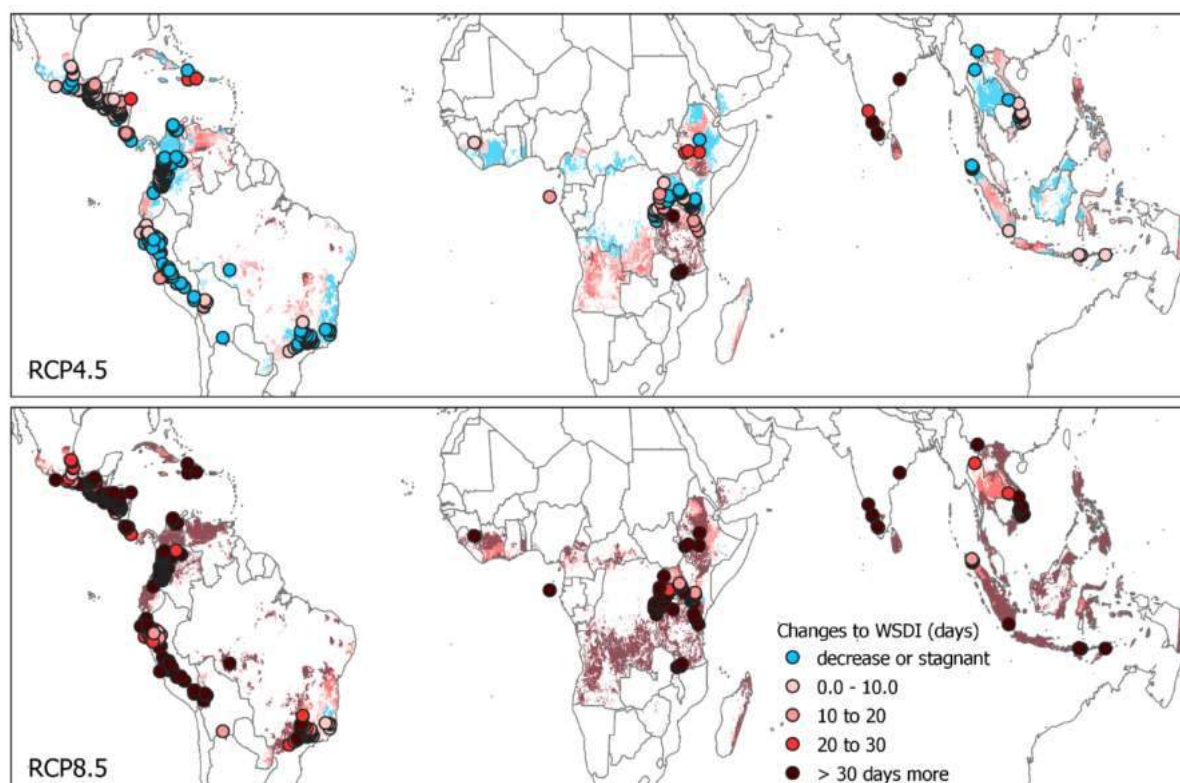 RCP4.5
Changes to WSDI (days)
decrease or stagnant
0.0 - 10.0
10 to 20
20 to 30
> 30 days more
RCP8.5